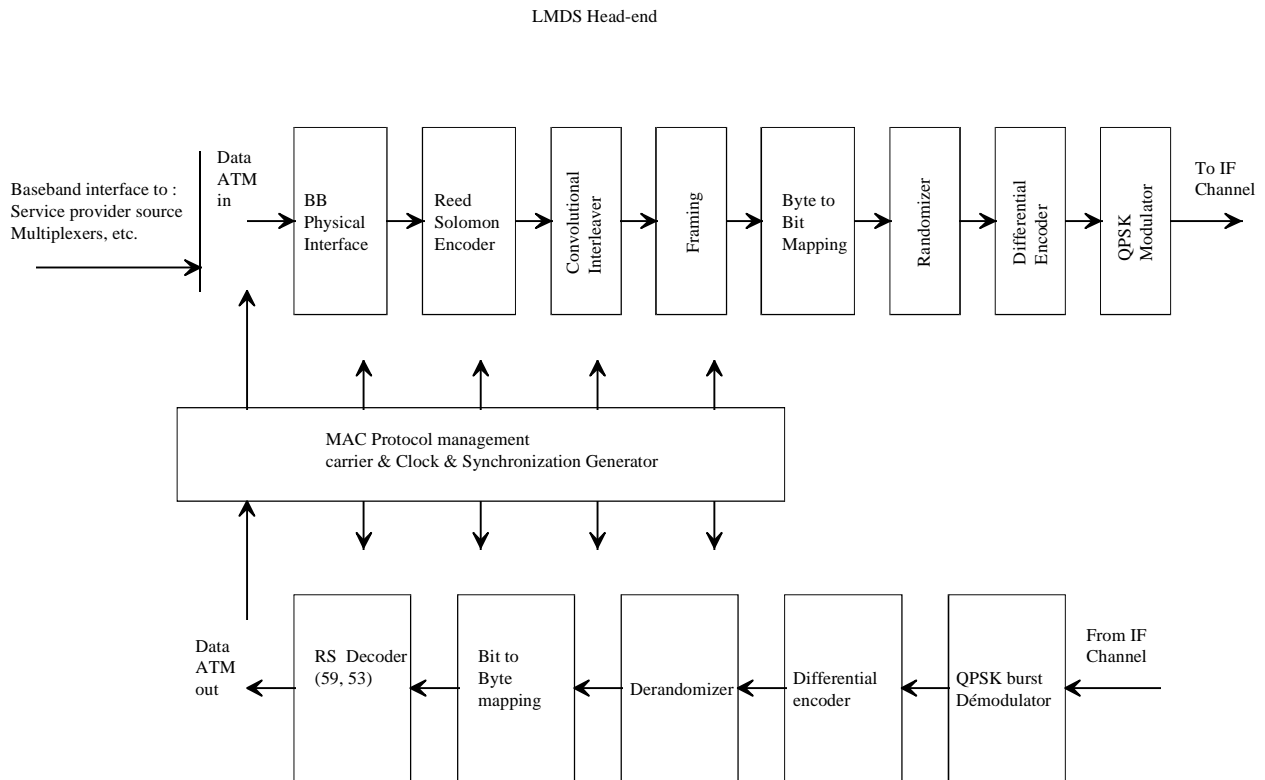 LMDS Head-end
Baseband interface to :
Service provider source
Multiplexers, etc.
Data
ATM
in
BB
Physical
Interface
Reed
Solomon
Encoder
Convolutional
Interleaver
Framing
Byte to
Bit
Mapping
Randomizer
Differential
Encoder
QPSK
Modulator
To IF
Channel
MAC Protocol management
carrier & Clock & Synchronization Generator
Data
ATM
out
RS Decoder
(59, 53)
Bit to
Byte
mapping
Derandomizer
Differential
encoder
QPSK burst
Démodulator
From IF
Channel